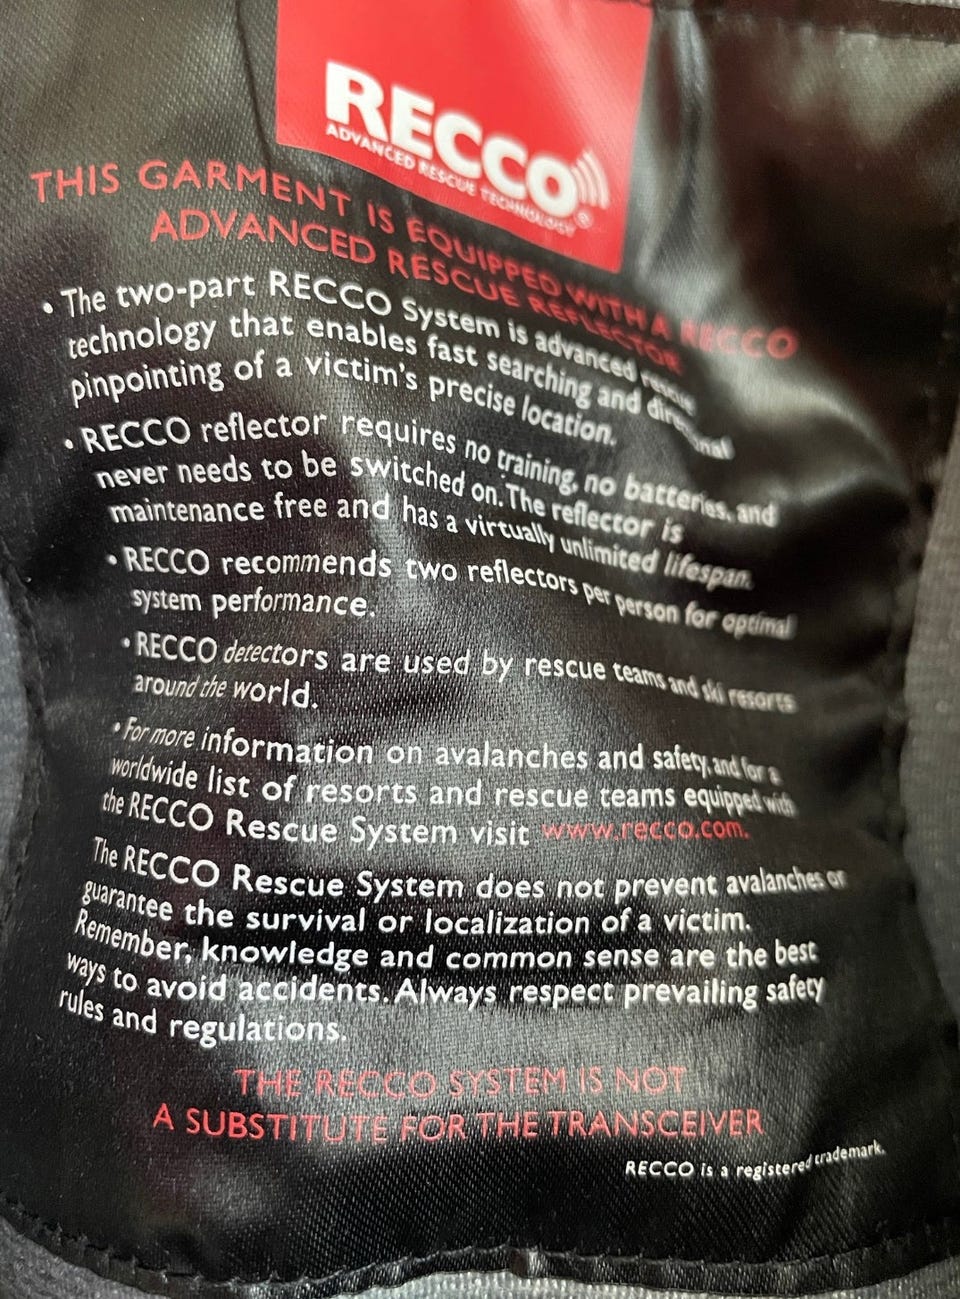 RECCO
ADVANCED RESCUE TECHNOLOGY®
THIS GARMENT IS EQUIPPED WITH A RECCO
ADVANCED RESCUE REFLECTOR
• The two-part RECCO System is advanced rescue
technology that enables fast searching and directional
pinpointing of a victim's precise location.
• RECCO reflector requires no training, no batteries, and
never needs to be switched on. The reflector is
maintenance free and has a virtually unlimited lifespan.
• RECCO recommends two reflectors per person for optimal
system performance.
• RECCO detectors are used by rescue teams and ski resorts
around the world.
• For more information on avalanches and safety, and for a
worldwide list of resorts and rescue teams equipped with
the RECCO Rescue System visit www.recco.com.
The RECCO Rescue System does not prevent avalanches or
guarantee the survival or localization of a victim.
Remember, knowledge and common sense are the best
ways to avoid accidents. Always respect prevailing safety
rules and regulations.
THE RECCO SYSTEM IS NOT
A SUBSTITUTE FOR THE TRANSCEIVER
RECCO is a registered trademark.